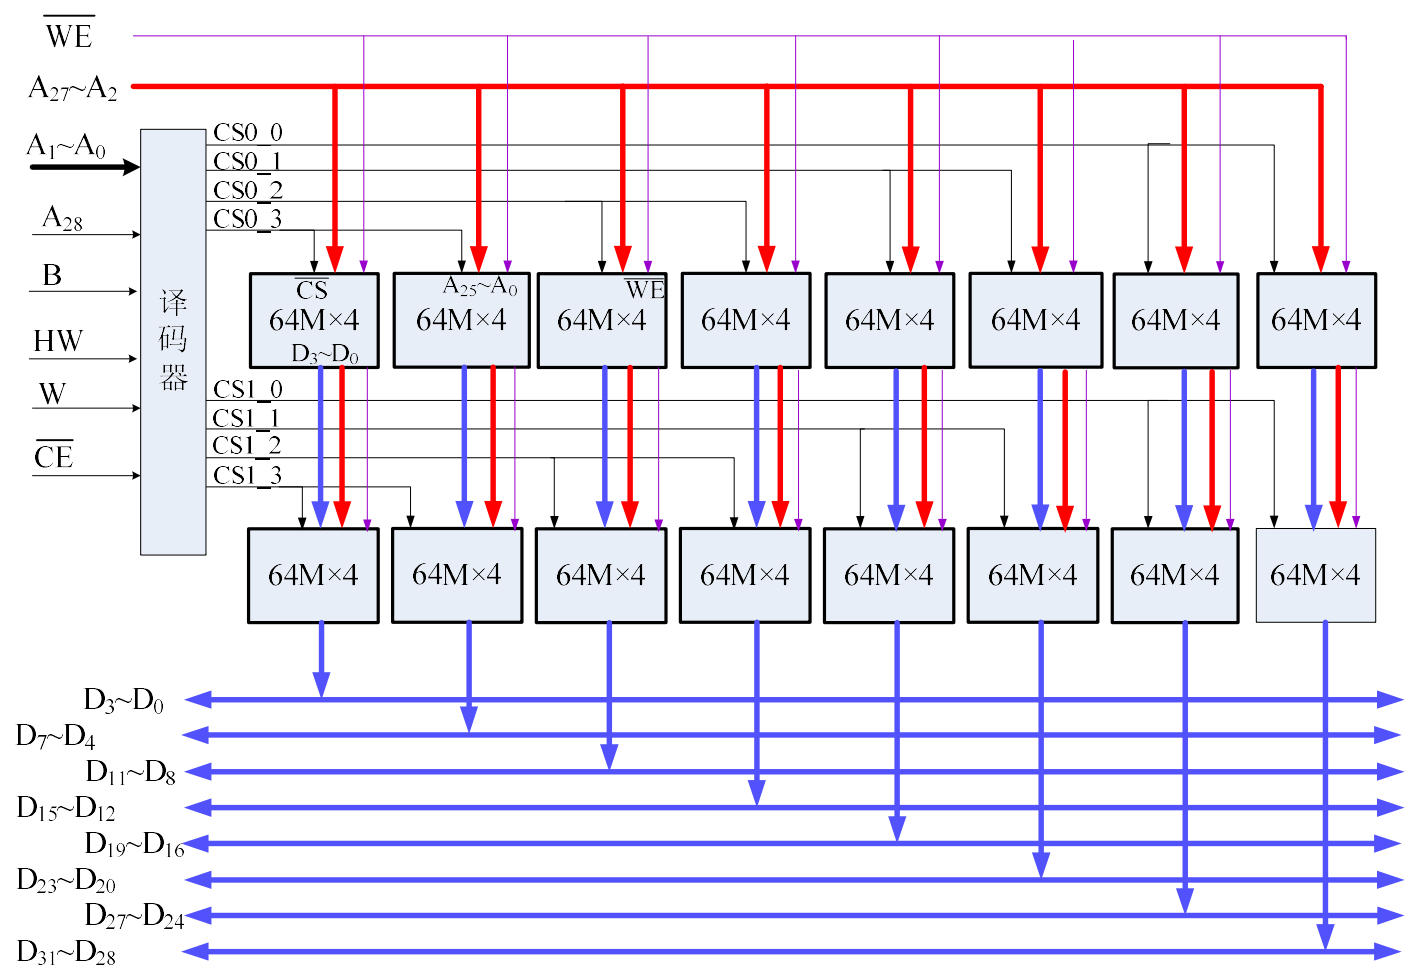 WE
A27~A2
A1~A0
A28
B
HW
W
CE
译码器
CS0_0
CS0_1
CS0_2
CS0_3
CS1_0
CS1_1
CS1_2
CS1_3
CS
64M×4
D3~D0
A25~A0
64M×4
WE
64M×4
64M×4
64M×4
64M×4
64M×4
64M×4
64M×4
64M×4
64M×4
64M×4
64M×4
64M×4
64M×4
64M×4
D3~D0
D7~D4
D11~D8
D15~D12
D19~D16
D23~D20
D27~D24
D31~D28